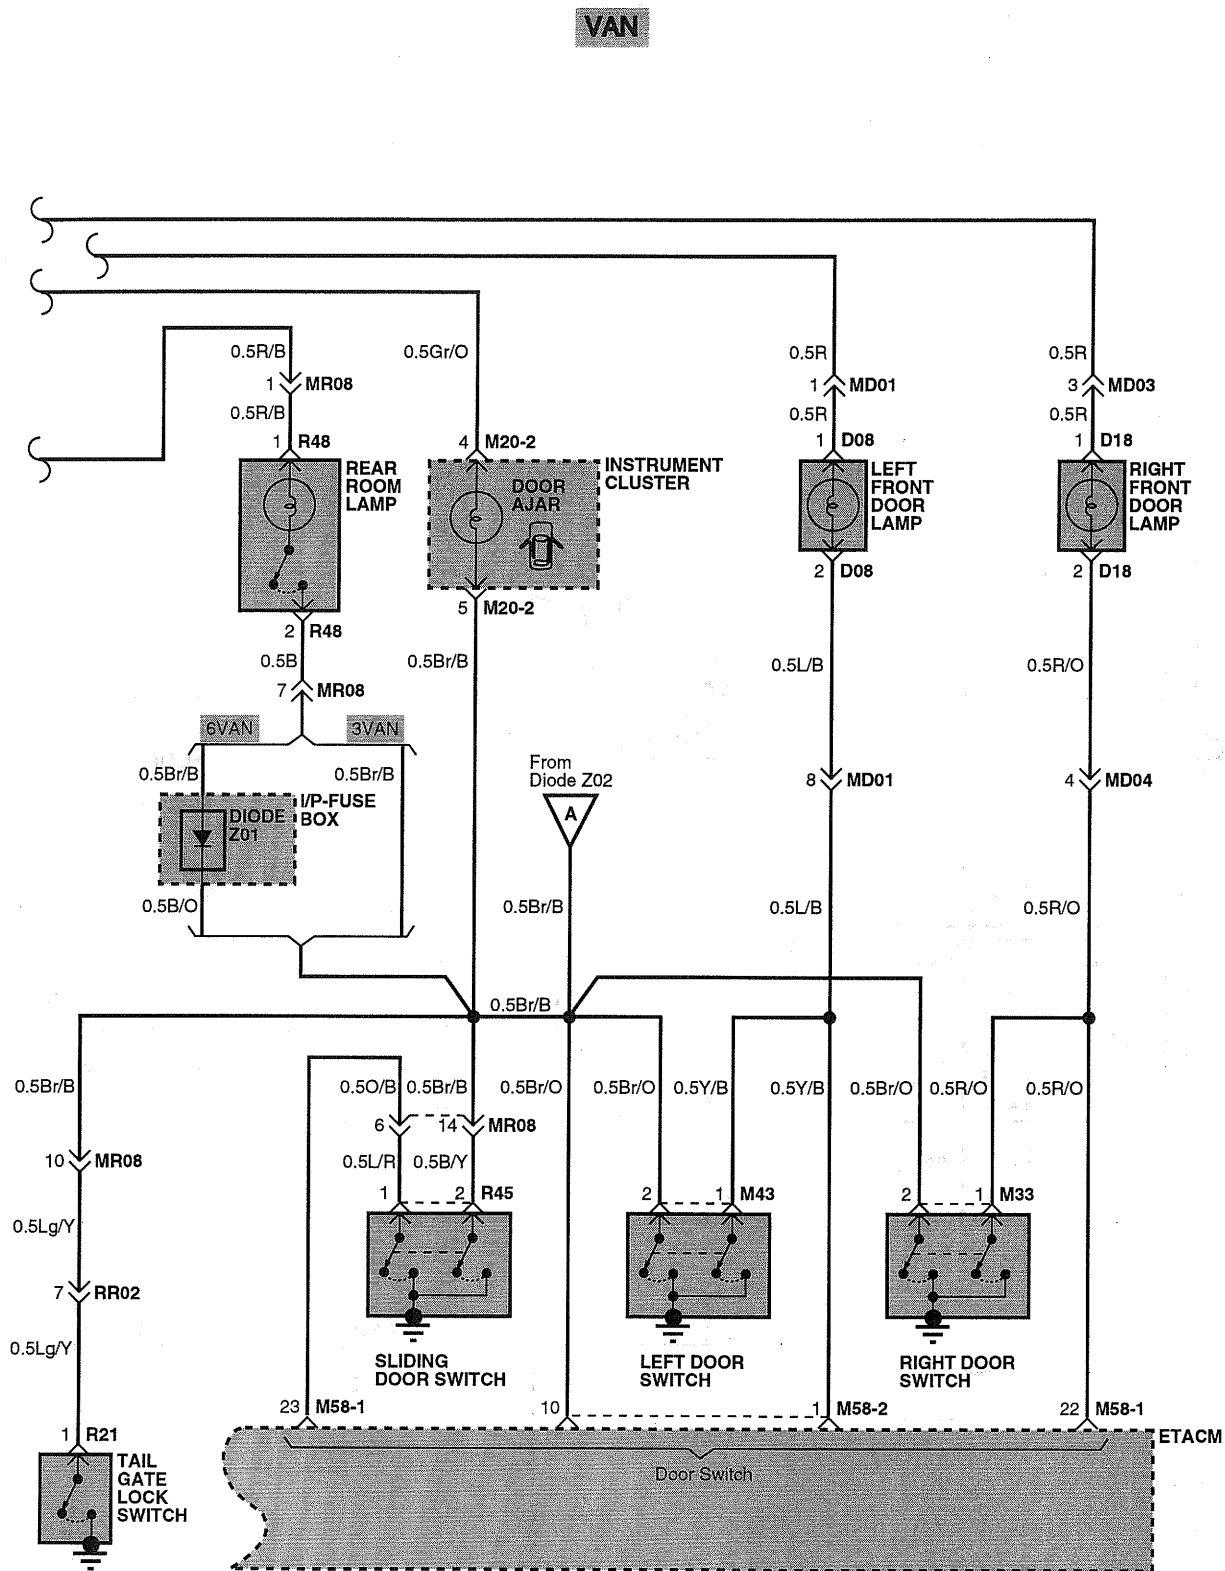 VAN
0.5R/B
0.5Gr/O
0.5R
0.5R
1 MR08
1 MD01
3 MD03
0.5R/B
0.5R
0.5R
1 R48
4 M20-2
1 D08
1 D18
REAR
ROOM
LAMP
DOOR
AJAR
INSTRUMENT
CLUSTER
LEFT
FRONT
DOOR
LAMP
RIGHT
FRONT
DOOR
LAMP
2 R48
5 M20-2
2 D08
2 D18
0.5B
0.5Br/B
0.5L/B
0.5R/O
7 MR08
6VAN
3VAN
0.5Br/B
0.5Br/B
From
Diode Z02
A
8 MD01
4 MD04
DIODE
Z01
I/P-FUSE
BOX
0.5B/O
0.5Br/B
0.5L/B
0.5R/O
0.5Br/B
0.5Br/B
0.5O/B
0.5Br/B
0.5Br/O
0.5Br/O
0.5Y/B
0.5Y/B
0.5Br/O
0.5R/O
0.5R/O
6
14 MR08
10 MR08
0.5L/R
0.5B/Y
1
2 R45
2
1 M43
2
1 M33
0.5Lg/Y
7 RR02
0.5Lg/Y
SLIDING
DOOR SWITCH
LEFT DOOR
SWITCH
RIGHT DOOR
SWITCH
23 M58-1
10
1 M58-2
22 M58-1
1 R21
ETACM
TAIL
GATE
LOCK
SWITCH
Door Switch